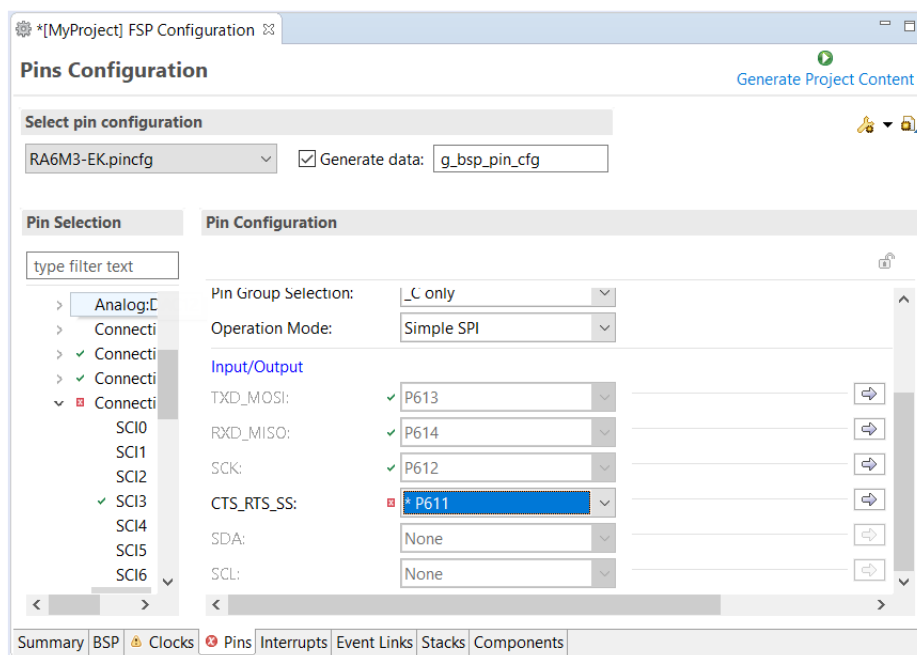 *[MyProject] FSP Configuration
Pins Configuration
Generate Project Content
Select pin configuration
RA6M3-EK.pincfg
Generate data: g_bsp_pin_cfg
Pin Selection
Pin Configuration
type filter text
Analog:D
Connecti
Connecti
Connecti
Connecti
SCI0
SCI1
SCI2
SCI3
SCI4
SCI5
SCI6
Pin Group Selection: _C only
Operation Mode: Simple SPI
Input/Output
TXD_MOSI: P613
RXD_MISO: P614
SCK: P612
CTS_RTS_SS: * P611
SDA: None
SCL: None
Summary BSP Clocks Pins Interrupts Event Links Stacks Components